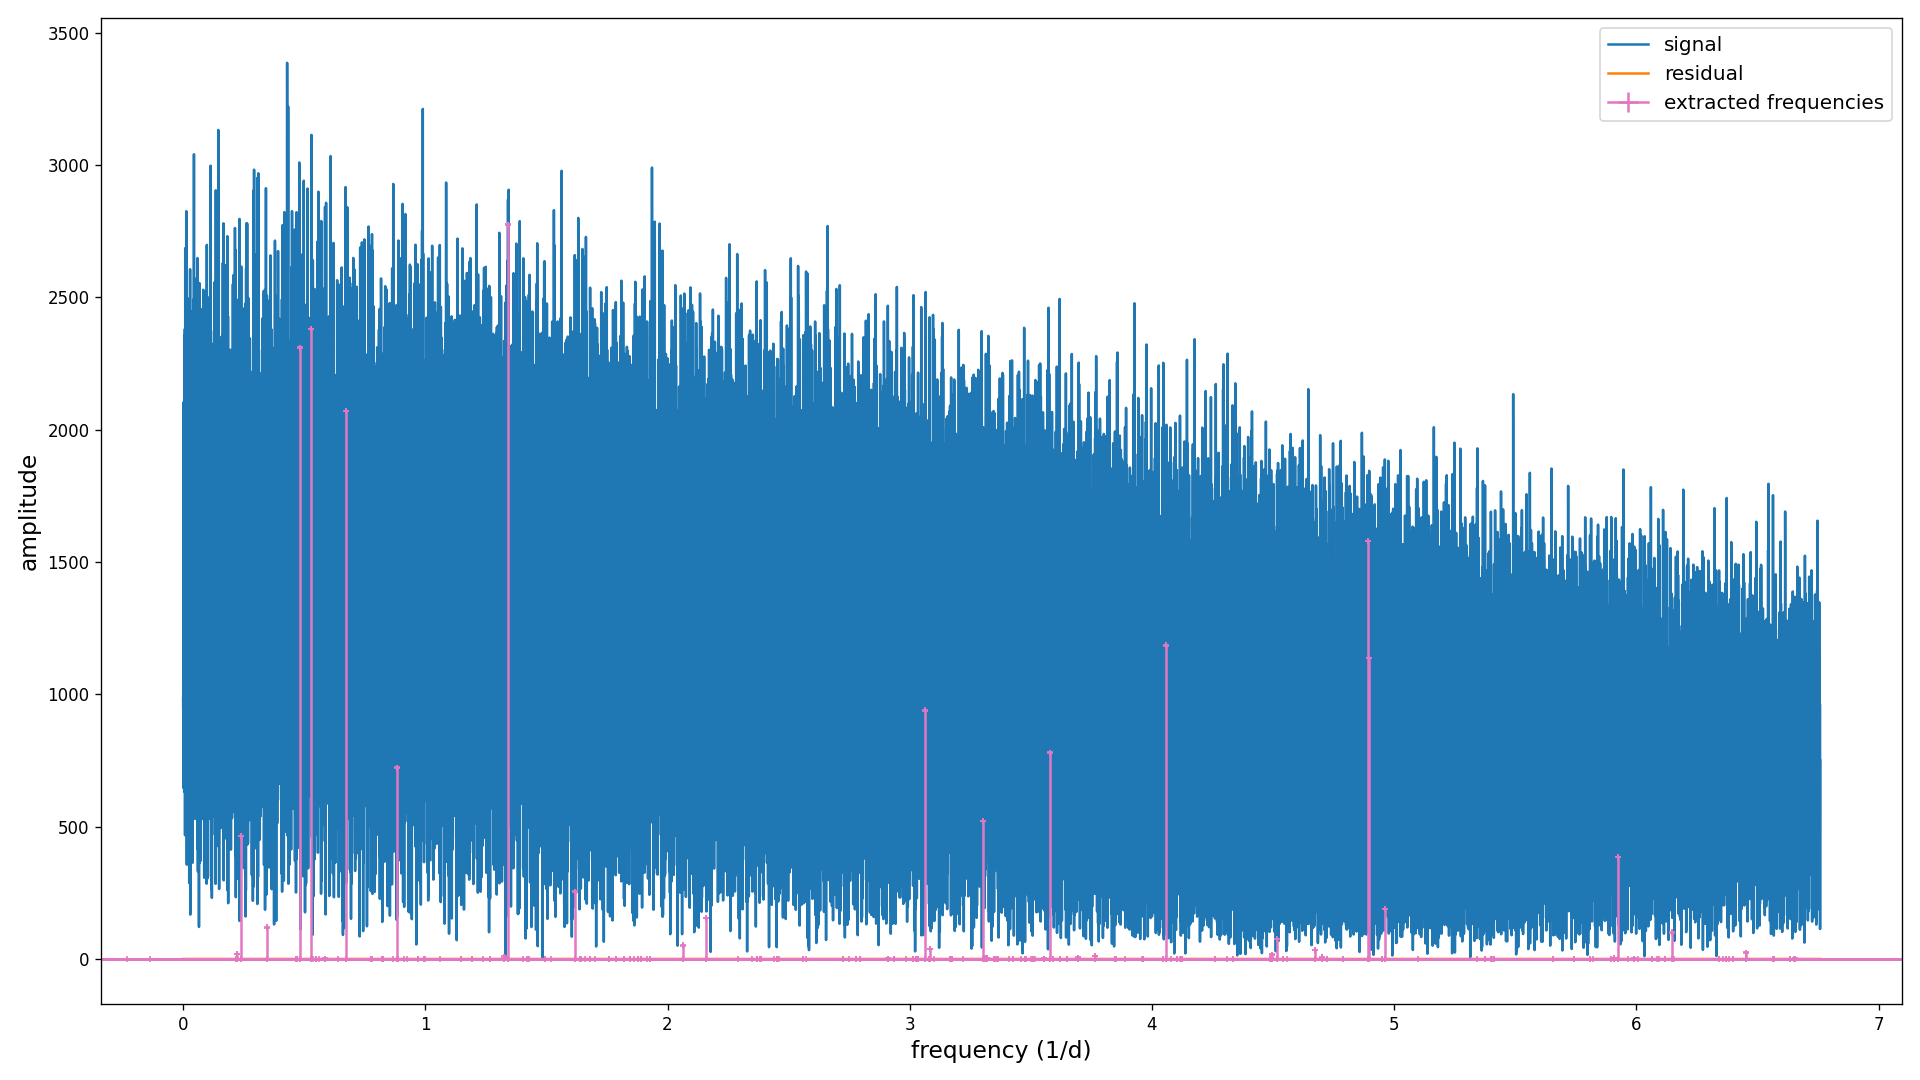 3500
3000
2500
2000
1500
1000
500
0
amplitude
0 1 2 3 4 5 6 7
frequency (1/d)
signal
residual
extracted frequencies